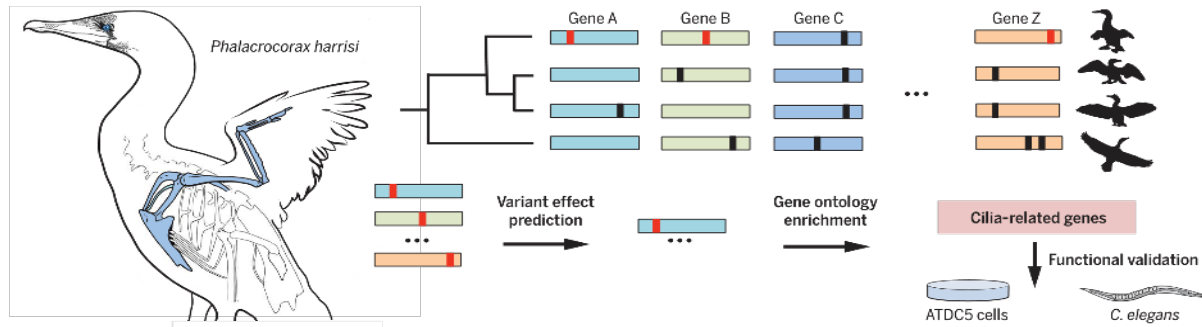 Phalacrocorax harrisi
Gene A
Gene B
Gene C
Gene Z
...
...
Variant effect
prediction
...
Gene ontology
enrichment
Cilia-related genes
Functional validation
ATDC5 cells
C. elegans